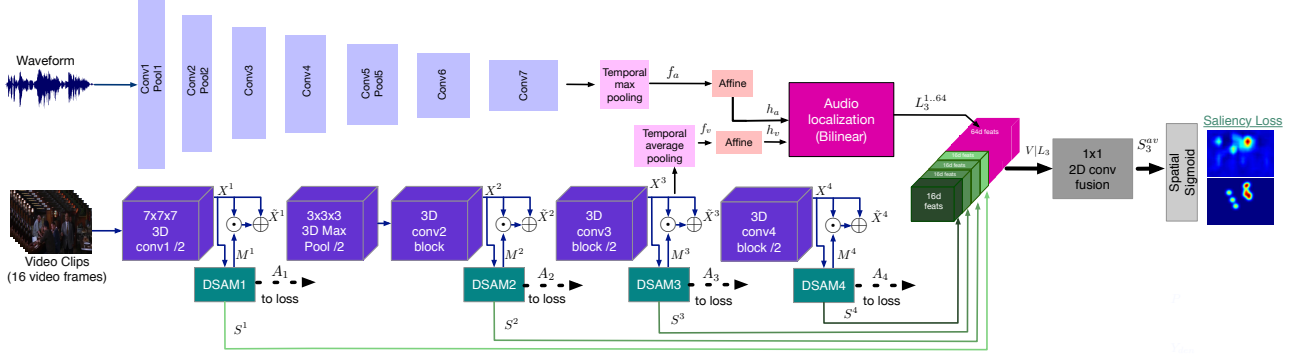 Waveform
Conv1
Pool1
Conv2
Pool2
Conv3
Conv4
Conv5
Pool5
Conv6
Conv7
Temporal
max
pooling
f_a
Affine
h_a
Temporal
average
pooling
f_v
Affine
h_v
Audio
localization
(Bilinear)
L_3^{1..64}
64d feats
16d feats
16d feats
16d feats
16d
feats
V|L_3
1x1
2D conv
fusion
S_3^{av}
Spatial
Sigmoid
Saliency Loss
Video Clips
(16 video frames)
7x7x7
3D
conv1 /2
X^1
X̃^1
M^1
3x3x3
3D Max
Pool /2
3D
conv2
block
X^2
X̃^2
M^2
3D
conv3
block /2
X^3
X̃^3
M^3
3D
conv4
block /2
X^4
X̃^4
M^4
DSAM1
A_1
to loss
S^1
DSAM2
A_2
to loss
S^2
DSAM3
A_3
to loss
S^3
DSAM4
A_4
to loss
S^4